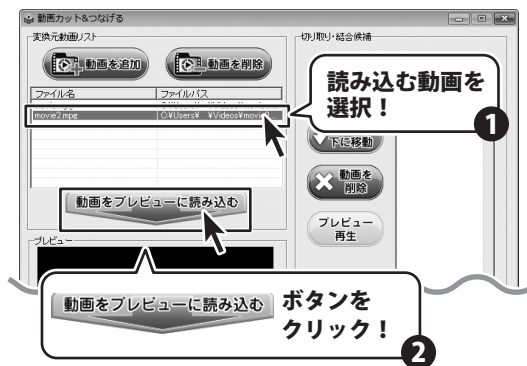 動画カット&つなげる
変換元動画リスト
切り取り・結合候補
動画を追加
動画を削除
ファイル名
ファイルパス
movie2.mpg
C:¥Users¥ ¥Videos¥movie2...
読み込む動画を
選択!
1
下に移動
動画を
削除
動画をプレビューに読み込む
プレビュー
再生
プレビュー
動画をプレビューに読み込む
ボタンを
クリック!
2